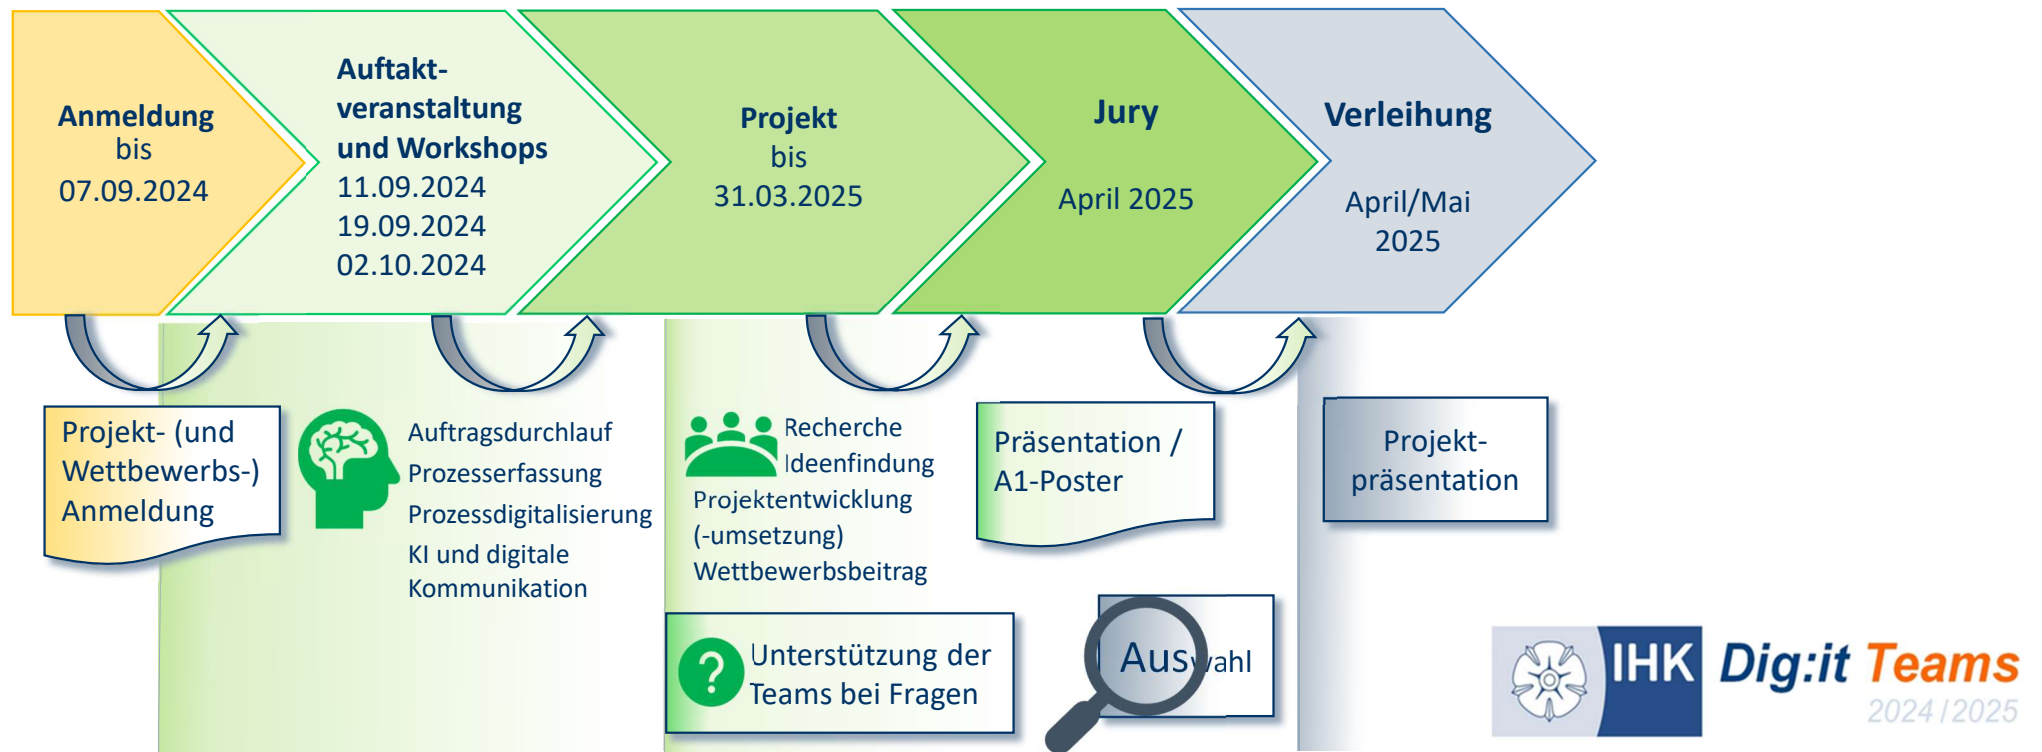 Anmeldung
bis
07.09.2024
Auftakt-
veranstaltung
und Workshops
11.09.2024
19.09.2024
02.10.2024
Projekt
bis
31.03.2025
Jury
April 2025
Verleihung
April/Mai
2025
Projekt- (und
Wettbewerbs-)
Anmeldung
Auftragsdurchlauf
Prozesserfassung
Prozessdigitalisierung
KI und digitale
Kommunikation
Recherche
Ideenfindung
Projektentwicklung
(-umsetzung)
Wettbewerbsbeitrag
?
Unterstützung der
Teams bei Fragen
Präsentation /
A1-Poster
Auswahl
Projekt-
präsentation
IHK Dig:it Teams
2024 / 2025